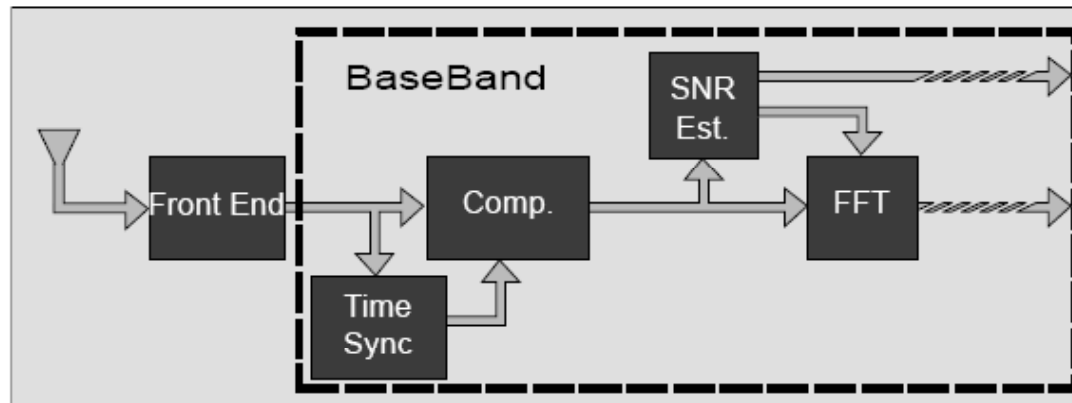 BaseBand
SNR
Est.
Front End
Comp.
FFT
Time
Sync